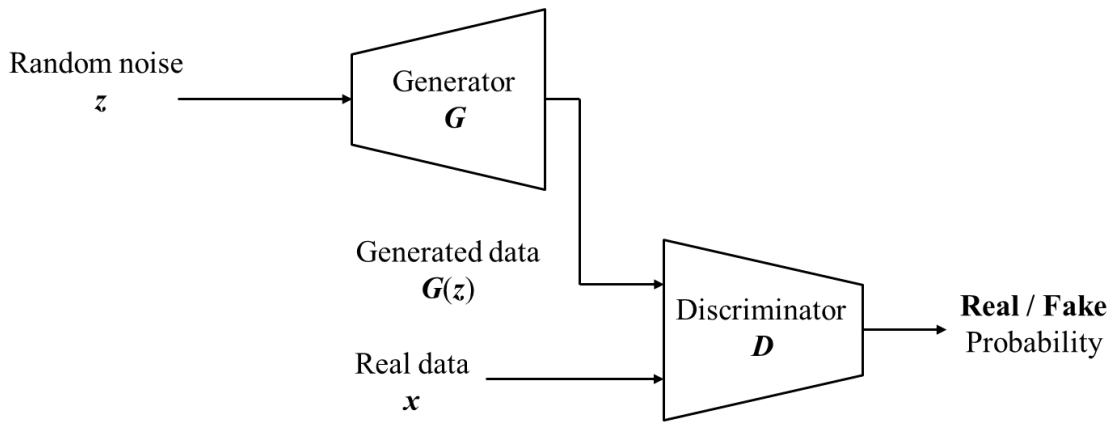 Random noise
z
Generator
G
Generated data
G(z)
Real data
x
Discriminator
D
Real / Fake
Probability